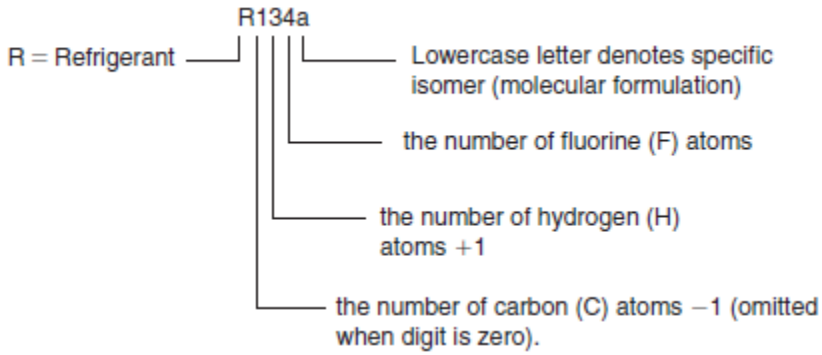 R134a
R = Refrigerant
Lowercase letter denotes specific
isomer (molecular formulation)
the number of fluorine (F) atoms
the number of hydrogen (H)
atoms +1
the number of carbon (C) atoms −1 (omitted
when digit is zero).